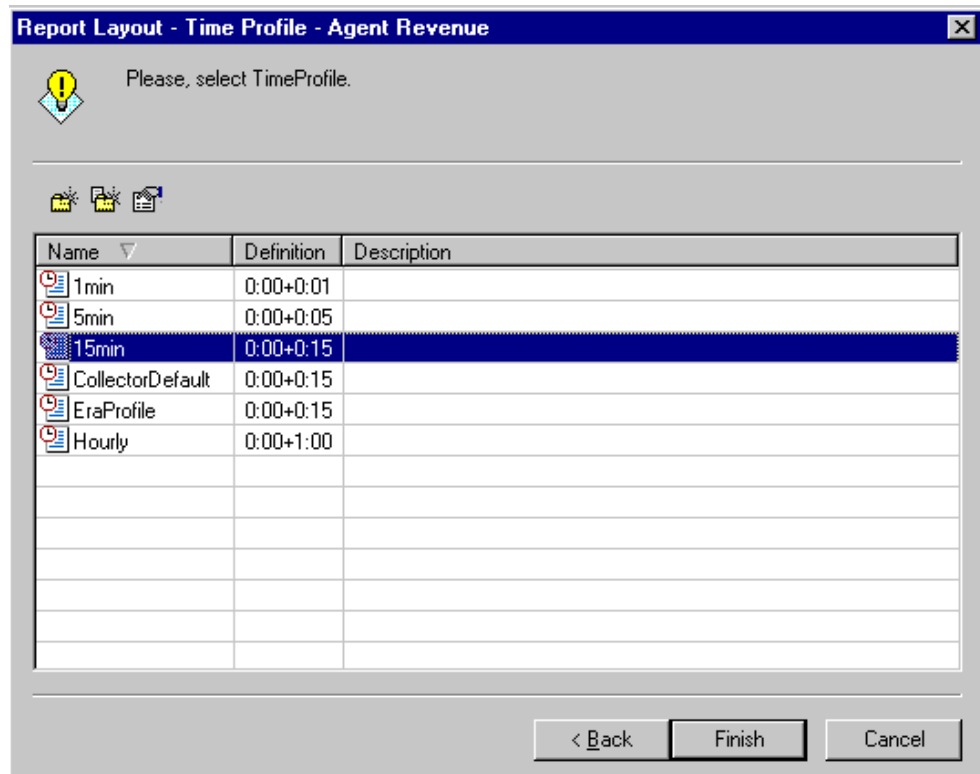 Report Layout - Time Profile - Agent Revenue
Please, select TimeProfile.
Name Definition Description
1min 0:00+0:01
5min 0:00+0:05
15min 0:00+0:15
CollectorDefault 0:00+0:15
EraProfile 0:00+0:15
Hourly 0:00+1:00
< Back Finish Cancel